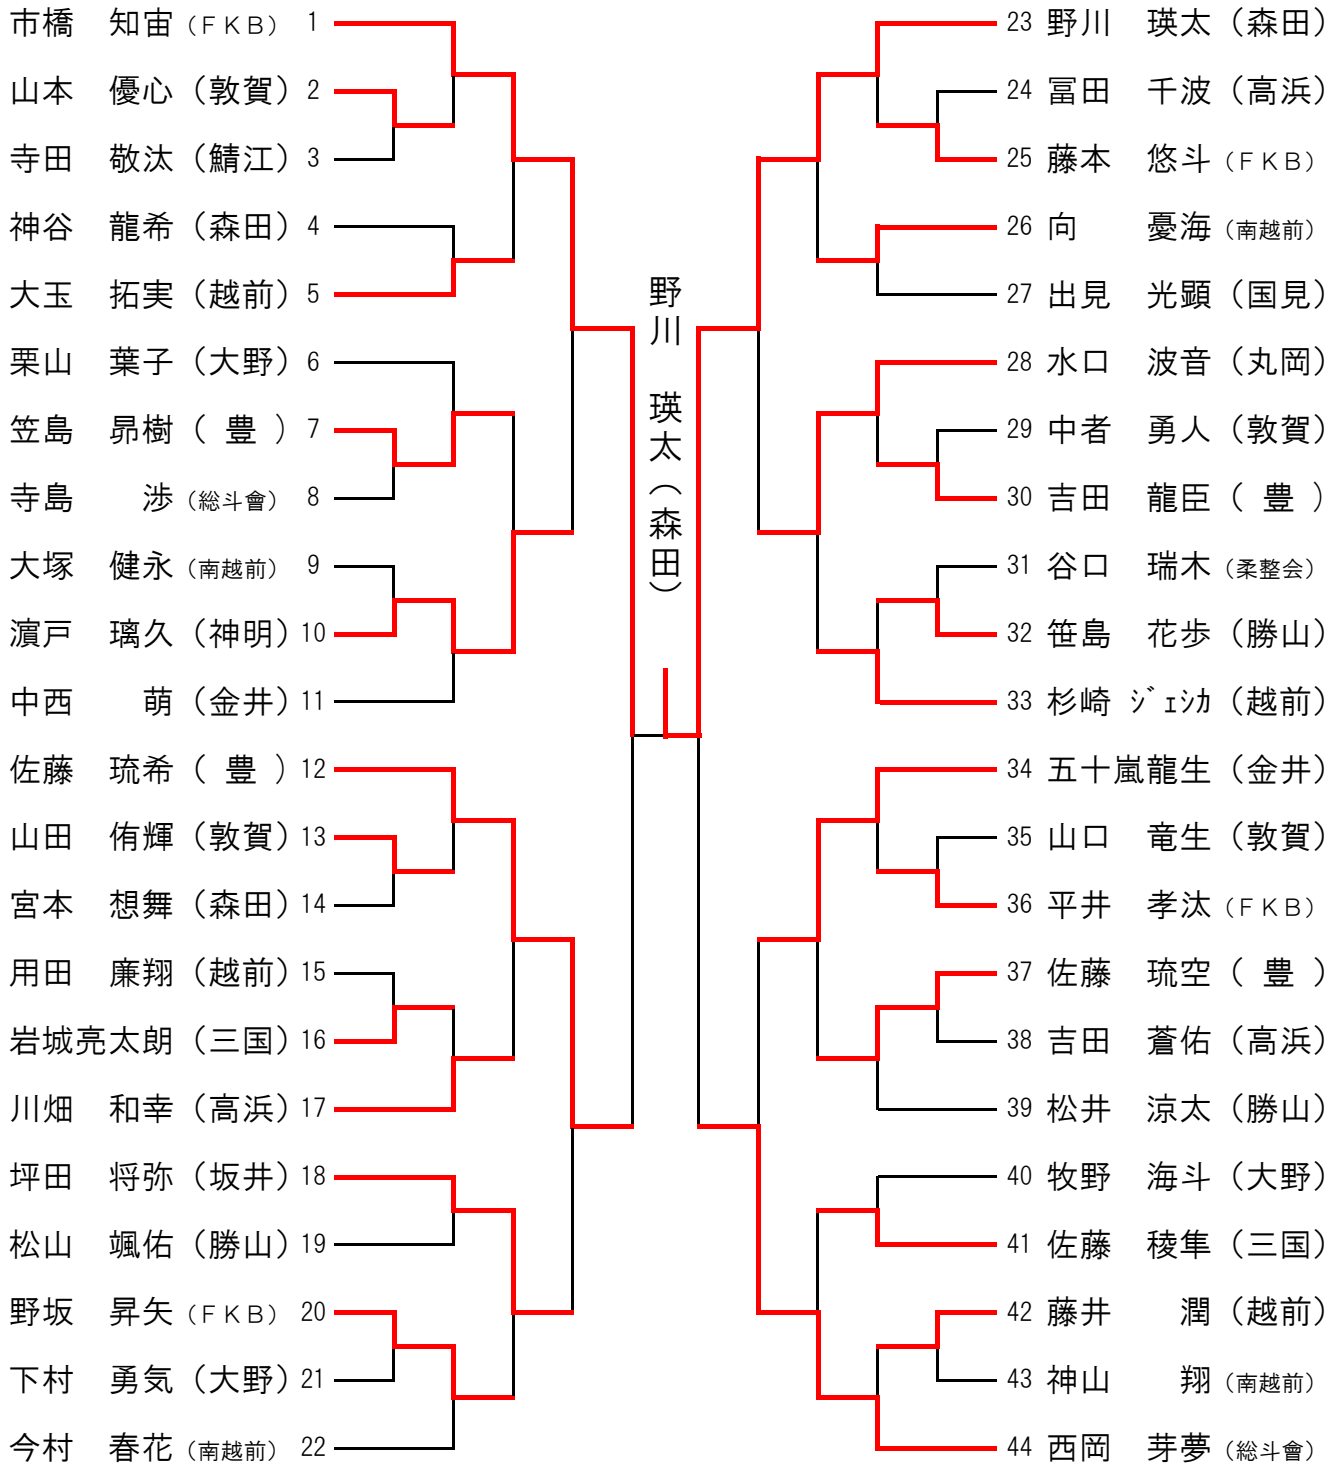 市橋　知宙（ＦＫＢ） 1
山本　優心（敦賀） 2
寺田　敬汰（鯖江） 3
神谷　龍希（森田） 4
大玉　拓実（越前） 5
栗山　葉子（大野） 6
笠島　昴樹（ 豊 ） 7
寺島　　渉（総斗會） 8
大塚　健永（南越前） 9
濵戸　璃久（神明） 10
中西　　萌（金井） 11
佐藤　琉希（ 豊 ） 12
山田　侑輝（敦賀） 13
宮本　想舞（森田） 14
用田　廉翔（越前） 15
岩城亮太朗（三国） 16
川畑　和幸（高浜） 17
坪田　将弥（坂井） 18
松山　颯佑（勝山） 19
野坂　昇矢（ＦＫＢ） 20
下村　勇気（大野） 21
今村　春花（南越前） 22
野川　瑛太（森田）
23 野川　瑛太（森田）
24 冨田　千波（高浜）
25 藤本　悠斗（ＦＫＢ）
26 向　　憂海（南越前）
27 出見　光顕（国見）
28 水口　波音（丸岡）
29 中者　勇人（敦賀）
30 吉田　龍臣（ 豊 ）
31 谷口　瑞木（柔整会）
32 笹島　花歩（勝山）
33 杉崎 ｼﾞｪｼｶ（越前）
34 五十嵐龍生（金井）
35 山口　竜生（敦賀）
36 平井　孝汰（ＦＫＢ）
37 佐藤　琉空（ 豊 ）
38 吉田　蒼佑（高浜）
39 松井　涼太（勝山）
40 牧野　海斗（大野）
41 佐藤　稜隼（三国）
42 藤井　　潤（越前）
43 神山　　翔（南越前）
44 西岡　芽夢（総斗會）